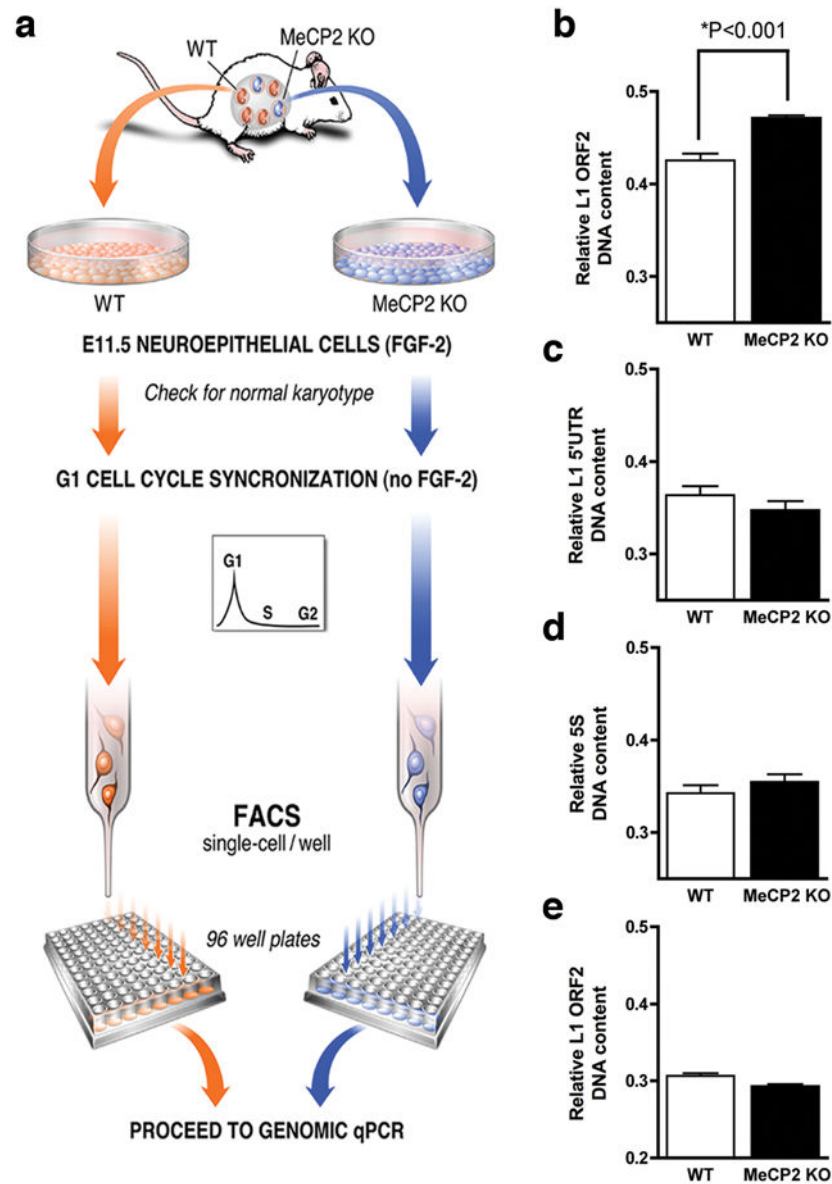 a
WT
MeCP2 KO
WT
MeCP2 KO
E11.5 NEUROEPITHELIAL CELLS (FGF-2)
Check for normal karyotype
G1 CELL CYCLE SYNCRONIZATION (no FGF-2)
G1
S
G2
FACS
single-cell / well
96 well plates
PROCEED TO GENOMIC qPCR
b
*P<0.001
Relative L1 ORF2
DNA content
0.5
0.4
0.3
WT
MeCP2 KO
c
Relative L1 5'UTR
DNA content
0.5
0.4
0.3
WT
MeCP2 KO
d
Relative 5S
DNA content
0.5
0.4
0.3
WT
MeCP2 KO
e
Relative L1 ORF2
DNA content
0.5
0.4
0.3
0.2
WT
MeCP2 KO